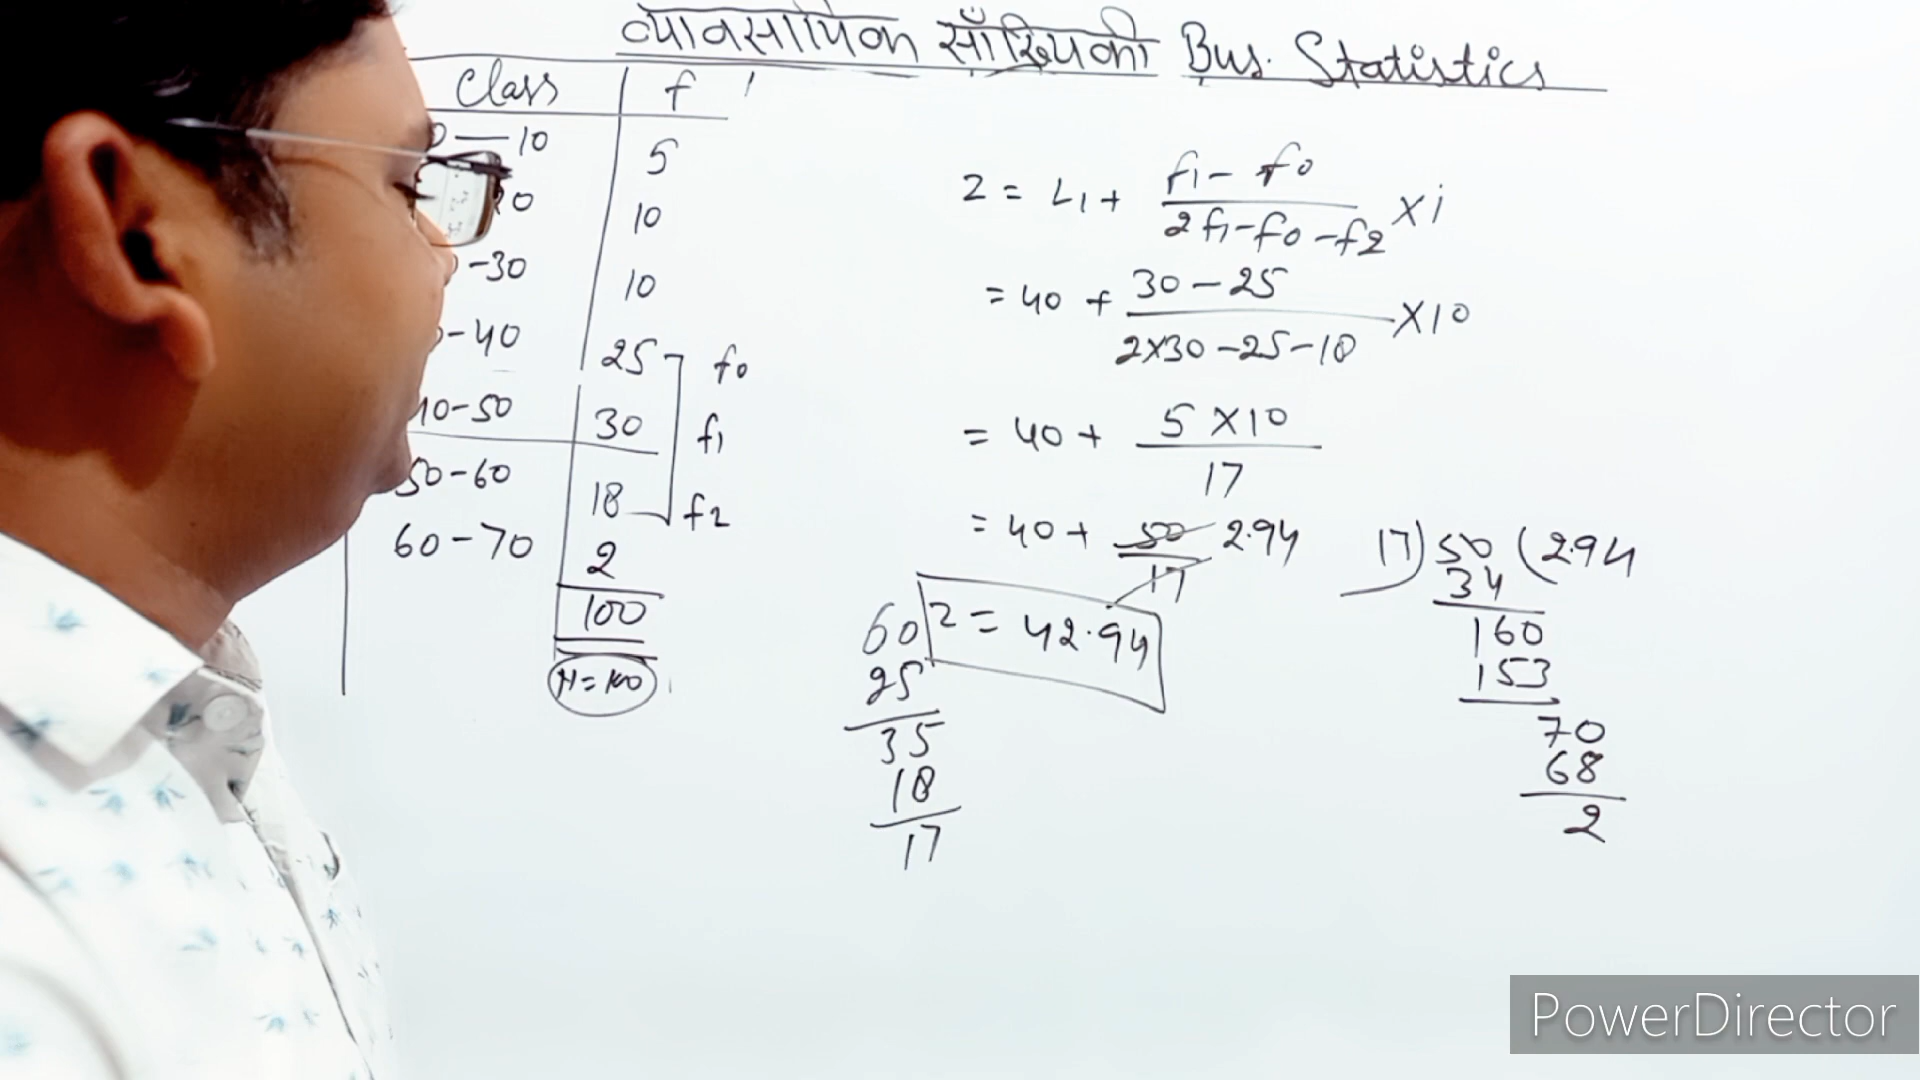 व्यावसायिक साँख्यिकी Bus. Statistics
Class f
0-10 5
20 10
-30 10
-40 25 f0
40-50 30 f1
50-60 18 f2
60-70 2
100
N=100
Z = L1 + f1 - f0 / 2f1-f0-f2 × i
= 40 + 30-25 / 2×30-25-18 × 10
= 40 + 5×10 / 17
= 40 + 50/17 2.94
Z = 42.94
60
25
35
18
17
17) 50 (2.94
34
160
153
70
68
2
PowerDirector